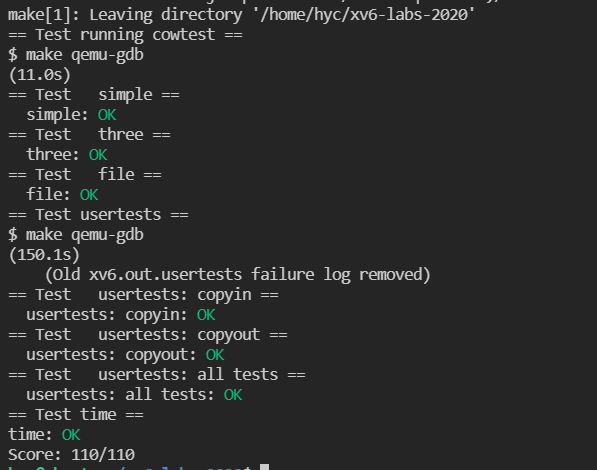 make[1]: Leaving directory '/home/hyc/xv6-labs-2020'
== Test running cowtest ==
$ make qemu-gdb
(11.0s)
== Test   simple ==
  simple: OK
== Test   three ==
  three: OK
== Test   file ==
  file: OK
== Test usertests ==
$ make qemu-gdb
(150.1s)
    (Old xv6.out.usertests failure log removed)
== Test   usertests: copyin ==
  usertests: copyin: OK
== Test   usertests: copyout ==
  usertests: copyout: OK
== Test   usertests: all tests ==
  usertests: all tests: OK
== Test time ==
time: OK
Score: 110/110